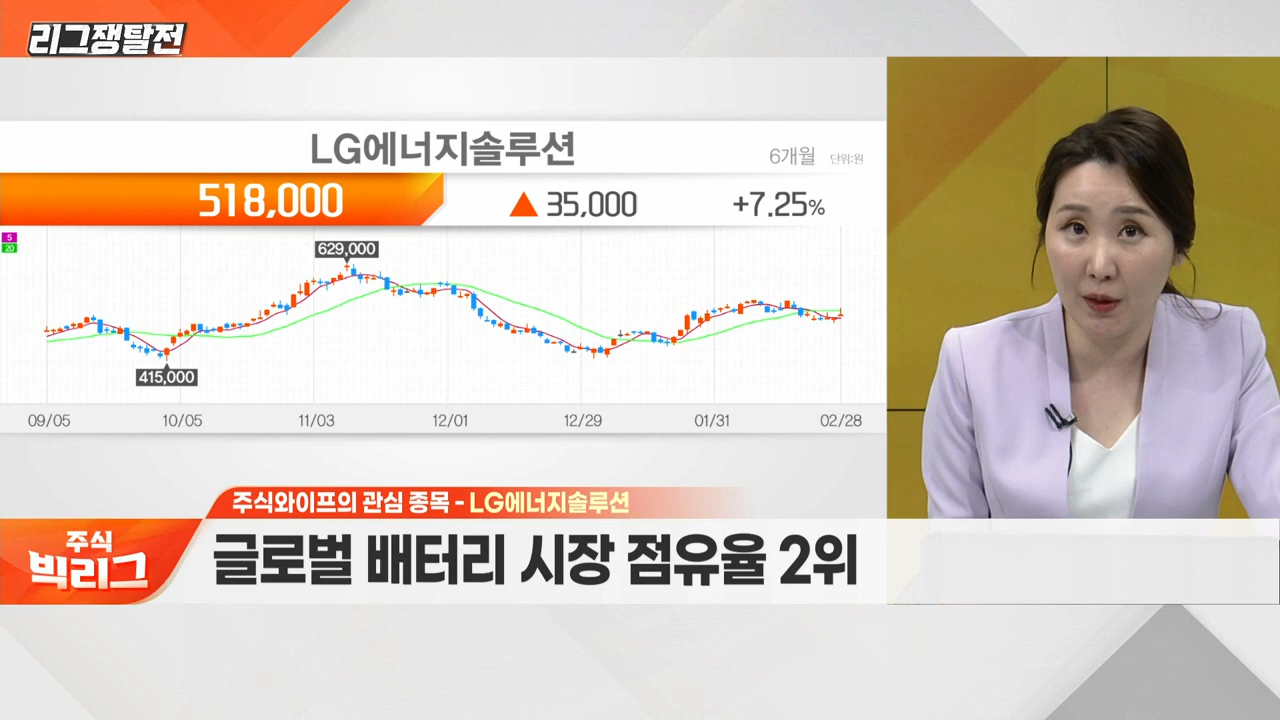 리그쟁탈전
LG에너지솔루션
6개월 단위:원
518,000 ▲ 35,000 +7.25%
5
20
629,000
415,000
09/05 10/05 11/03 12/01 12/29 01/31 02/28
주식와이프의 관심 종목 - LG에너지솔루션
주식
빅리그
글로벌 배터리 시장 점유율 2위